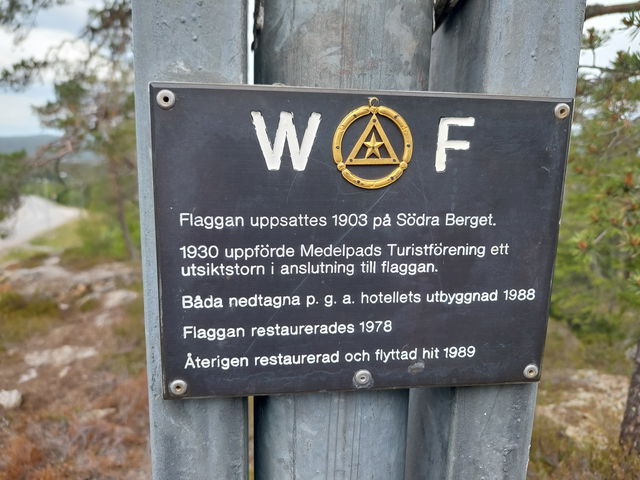 W F
Flaggan uppsattes 1903 på Södra Berget.
1930 uppförde Medelpads Turistförening ett
utsiktstorn i anslutning till flaggan.
Båda nedtagna p. g. a. hotellets utbyggnad 1988
Flaggan restaurerades 1978
Återigen restaurerad och flyttad hit 1989